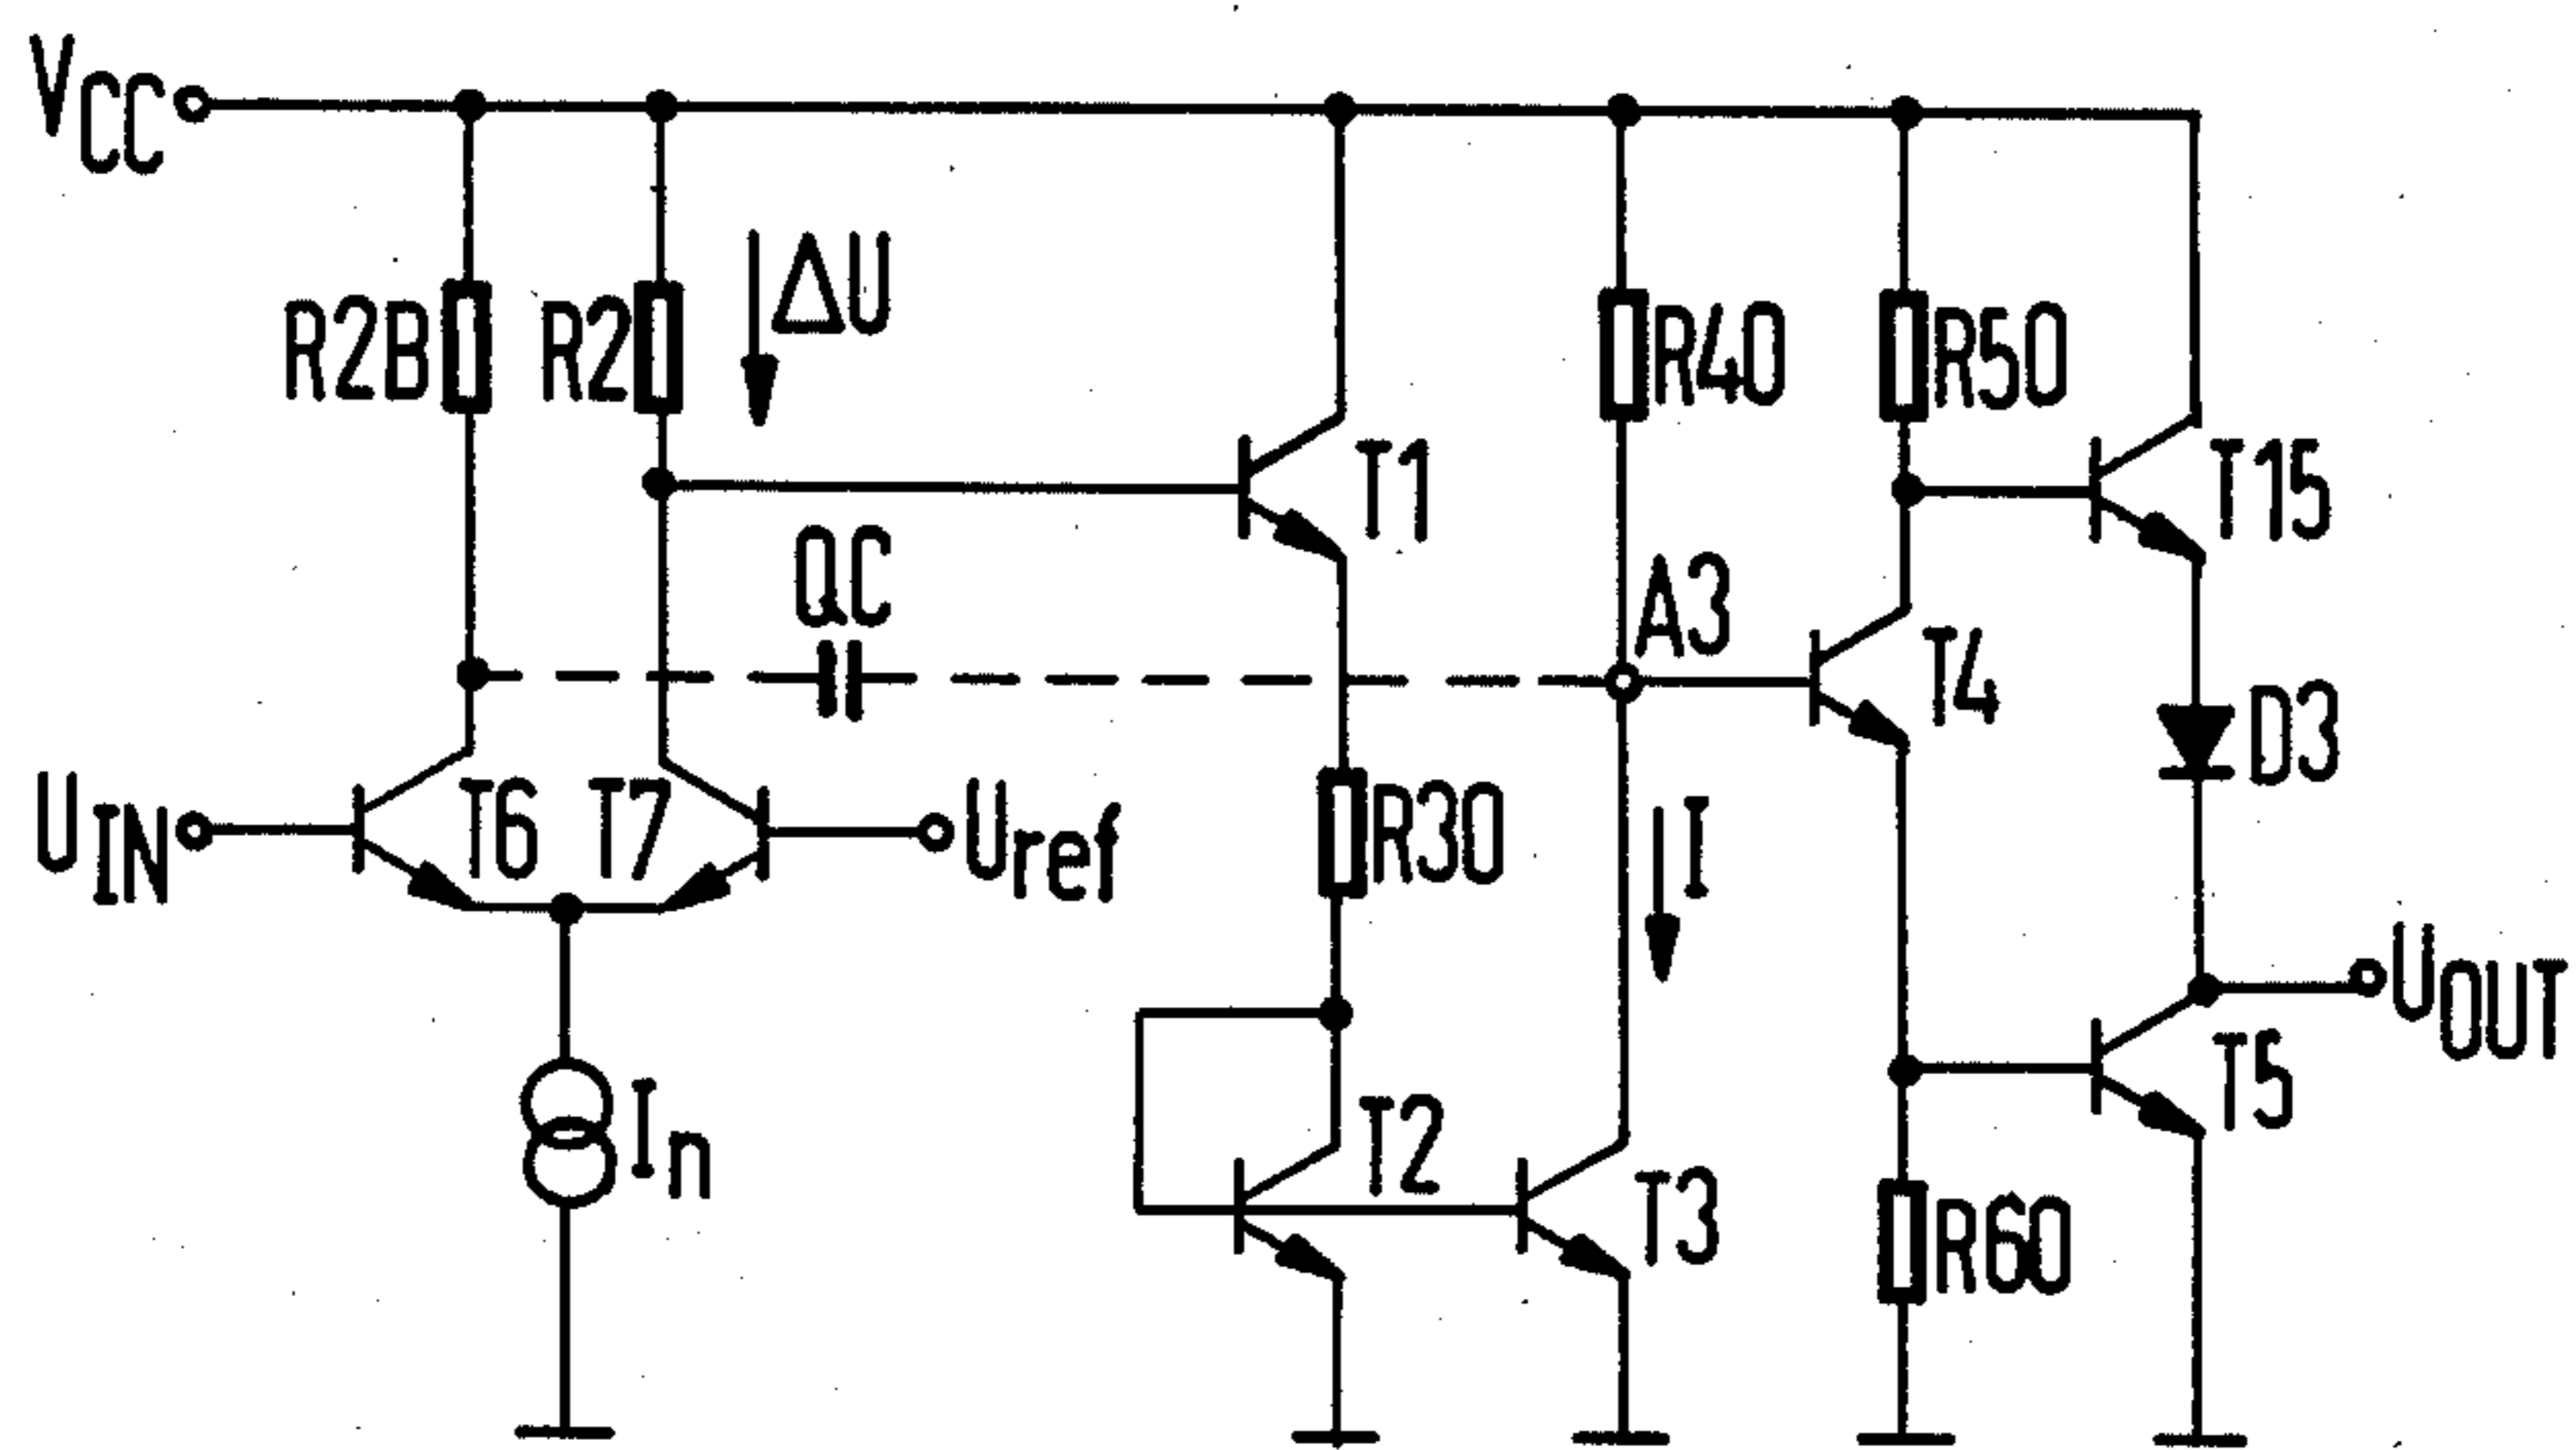 VCC
R2B
R2
ΔU
R40
R50
T1
T15
QC
A3
T4
D3
UIN
T6
T7
Uref
R30
I
UOUT
In
T2
T3
T5
R60